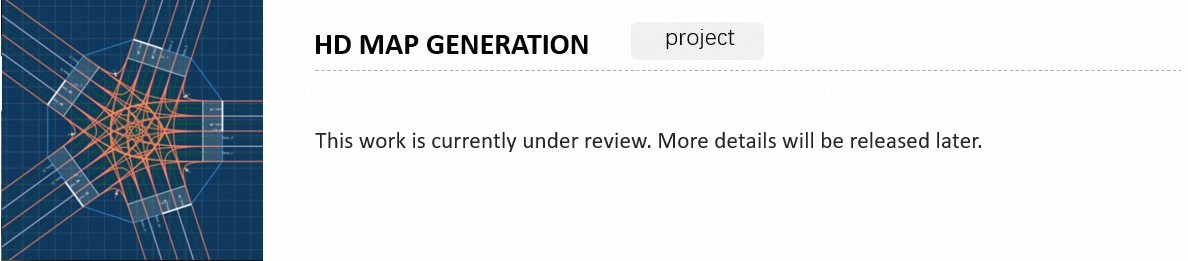 HD MAP GENERATION project
This work is currently under review. More details will be released later.